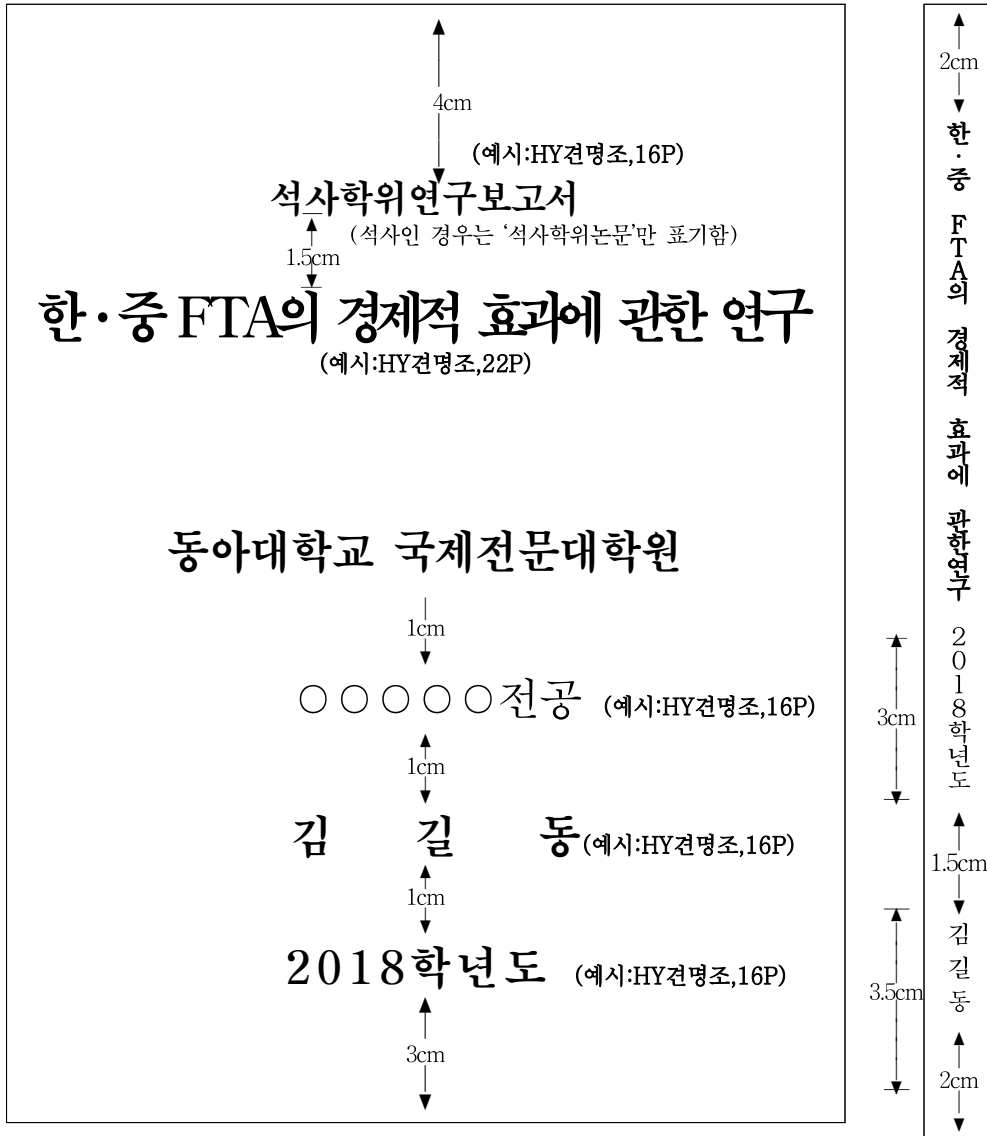 4cm
(예시:HY견명조,16P)
석사학위연구보고서
(석사인 경우는 '석사학위논문'만 표기함)
1.5cm
한·중 FTA의 경제적 효과에 관한 연구
(예시:HY견명조,22P)
동아대학교 국제전문대학원
1cm
○○○○○전공 (예시:HY견명조,16P)
1cm
김 길 동(예시:HY견명조,16P)
1cm
2018학년도 (예시:HY견명조,16P)
3cm
2cm
한·중 FTA의 경제적 효과에 관한연구
2018학년도
3cm
1.5cm
김길동
3.5cm
2cm